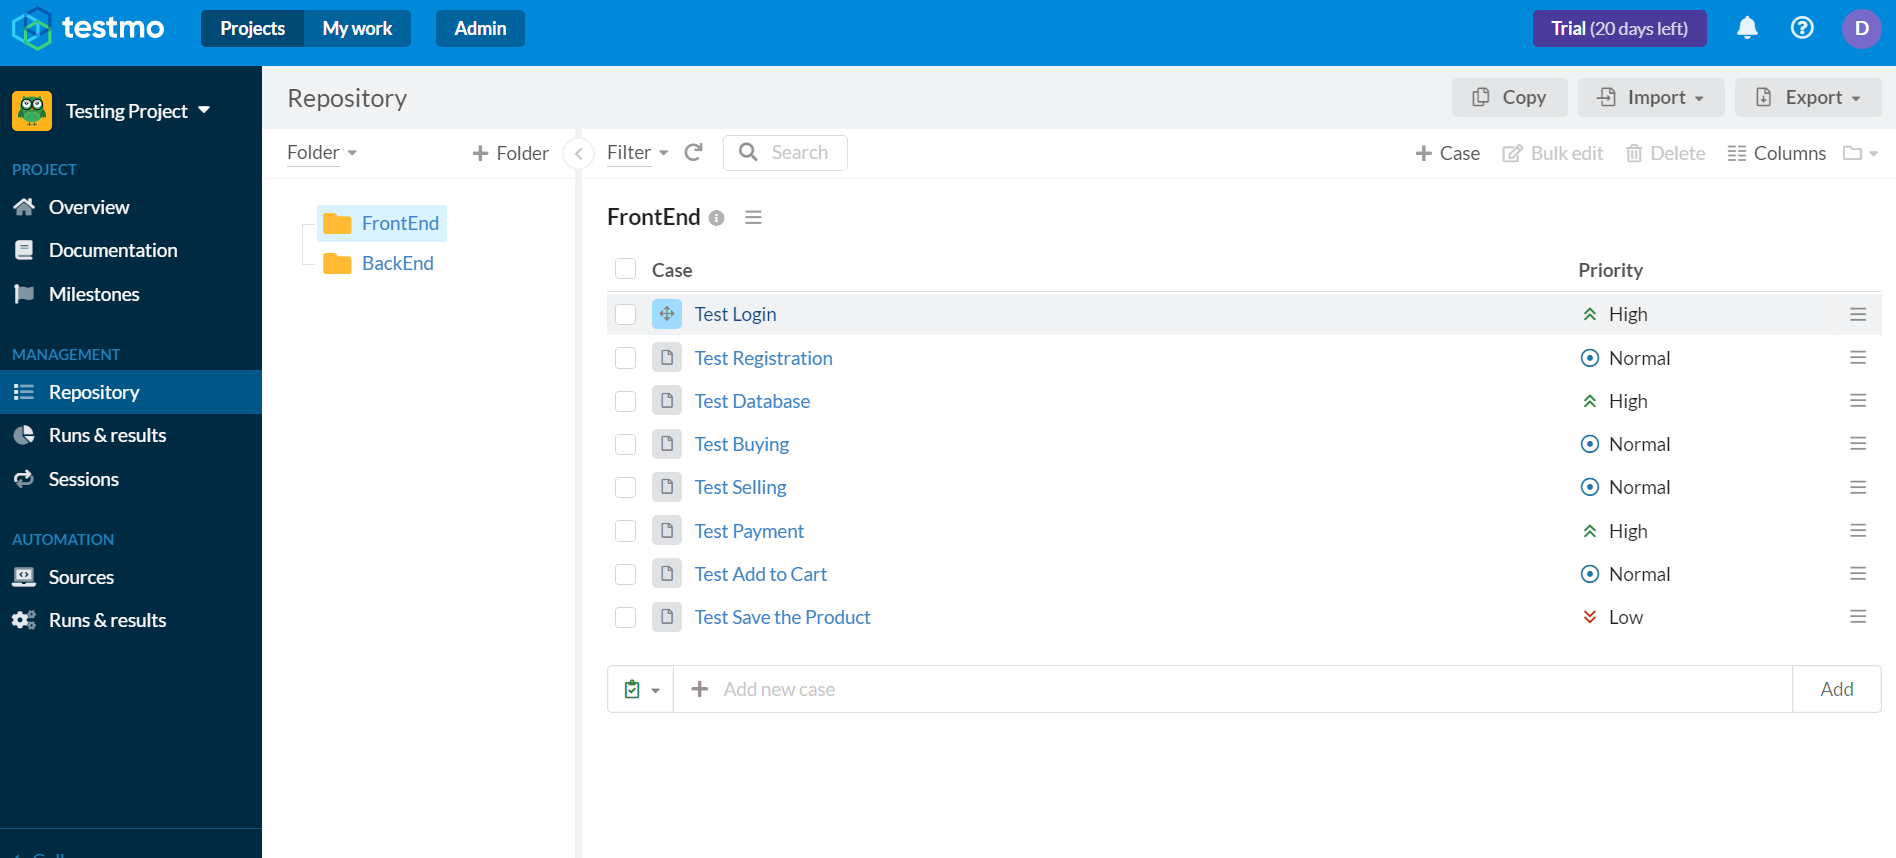 testmo Projects My work Admin Trial (20 days left) D
Testing Project
PROJECT
Overview
Documentation
Milestones
MANAGEMENT
Repository
Runs & results
Sessions
AUTOMATION
Sources
Runs & results
Repository Copy Import Export
Folder + Folder Filter Search + Case Bulk edit Delete Columns
FrontEnd
BackEnd
FrontEnd
Case Priority
Test Login High
Test Registration Normal
Test Database High
Test Buying Normal
Test Selling Normal
Test Payment High
Test Add to Cart Normal
Test Save the Product Low
+ Add new case Add